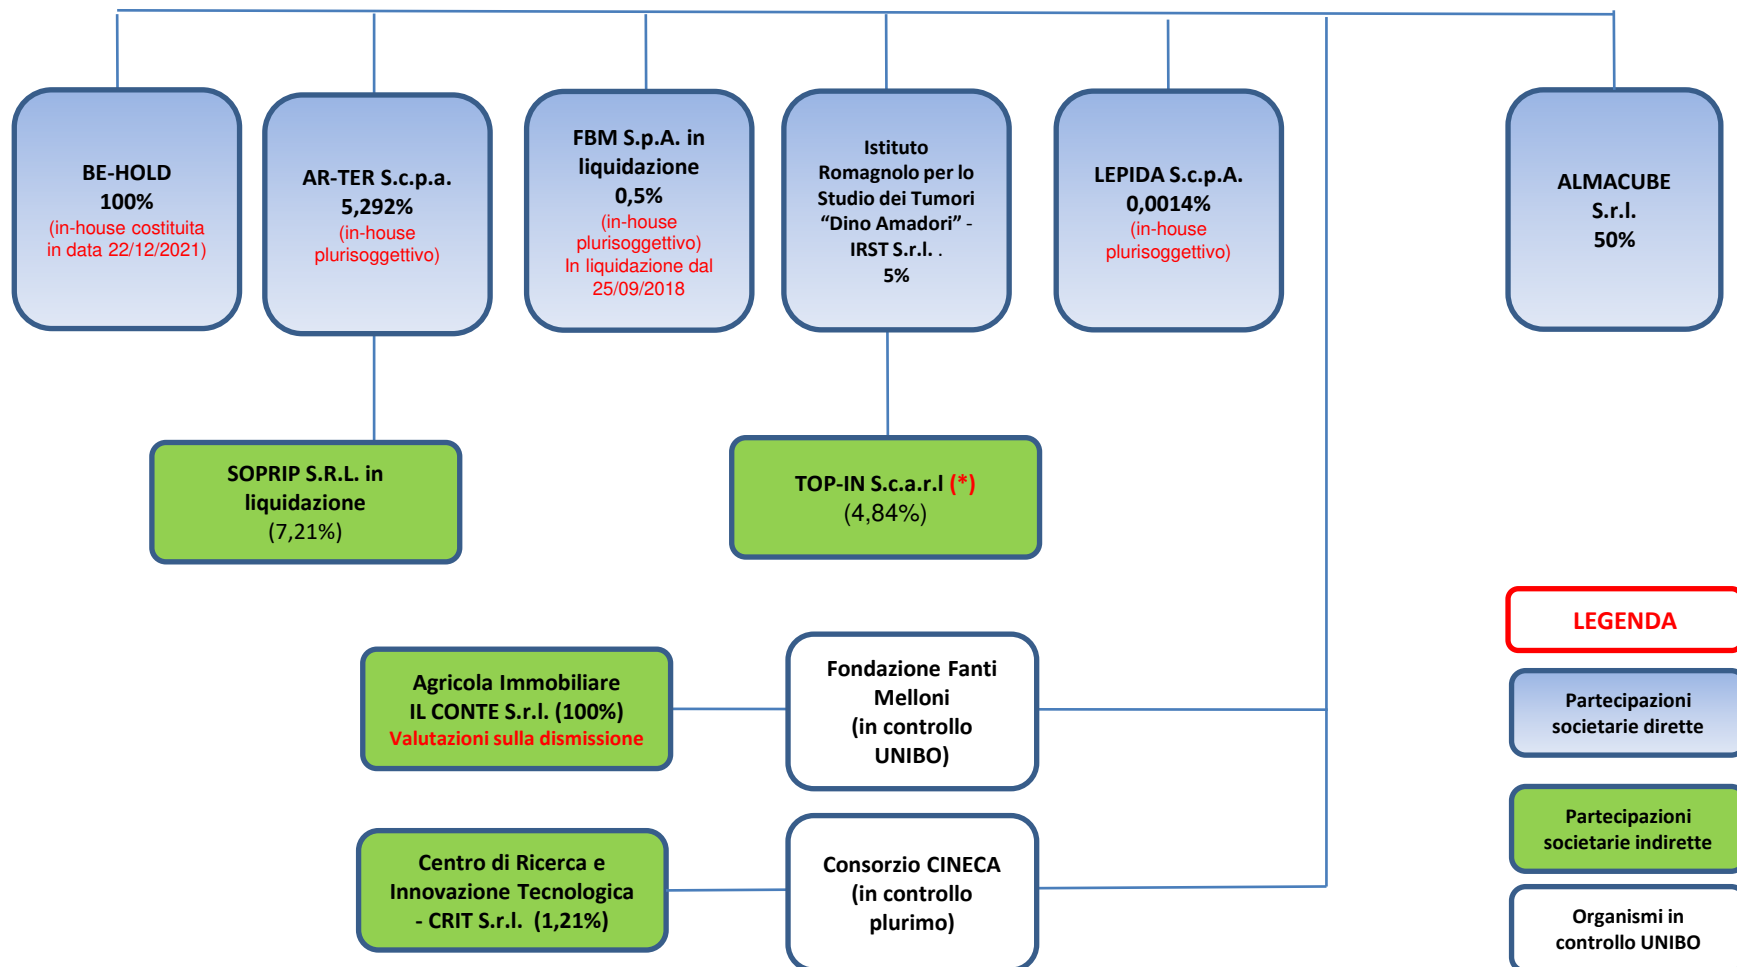 BE-HOLD
100%
(in-house costituita
in data 22/12/2021)
AR-TER S.c.p.a.
5,292%
(in-house
plurisoggettivo)
FBM S.p.A. in
liquidazione
0,5%
(in-house
plurisoggettivo)
In liquidazione dal
25/09/2018
Istituto
Romagnolo per lo
Studio dei Tumori
“Dino Amadori” -
IRST S.r.l. .
5%
LEPIDA S.c.p.A.
0,0014%
(in-house
plurisoggettivo)
ALMACUBE
S.r.l.
50%
SOPRIP S.R.L. in
liquidazione
(7,21%)
TOP-IN S.c.a.r.l (*)
(4,84%)
Agricola Immobiliare
IL CONTE S.r.l. (100%)
Valutazioni sulla dismissione
Fondazione Fanti
Melloni
(in controllo
UNIBO)
Centro di Ricerca e
Innovazione Tecnologica
- CRIT S.r.l. (1,21%)
Consorzio CINECA
(in controllo
plurimo)
LEGENDA
Partecipazioni
societarie dirette
Partecipazioni
societarie indirette
Organismi in
controllo UNIBO